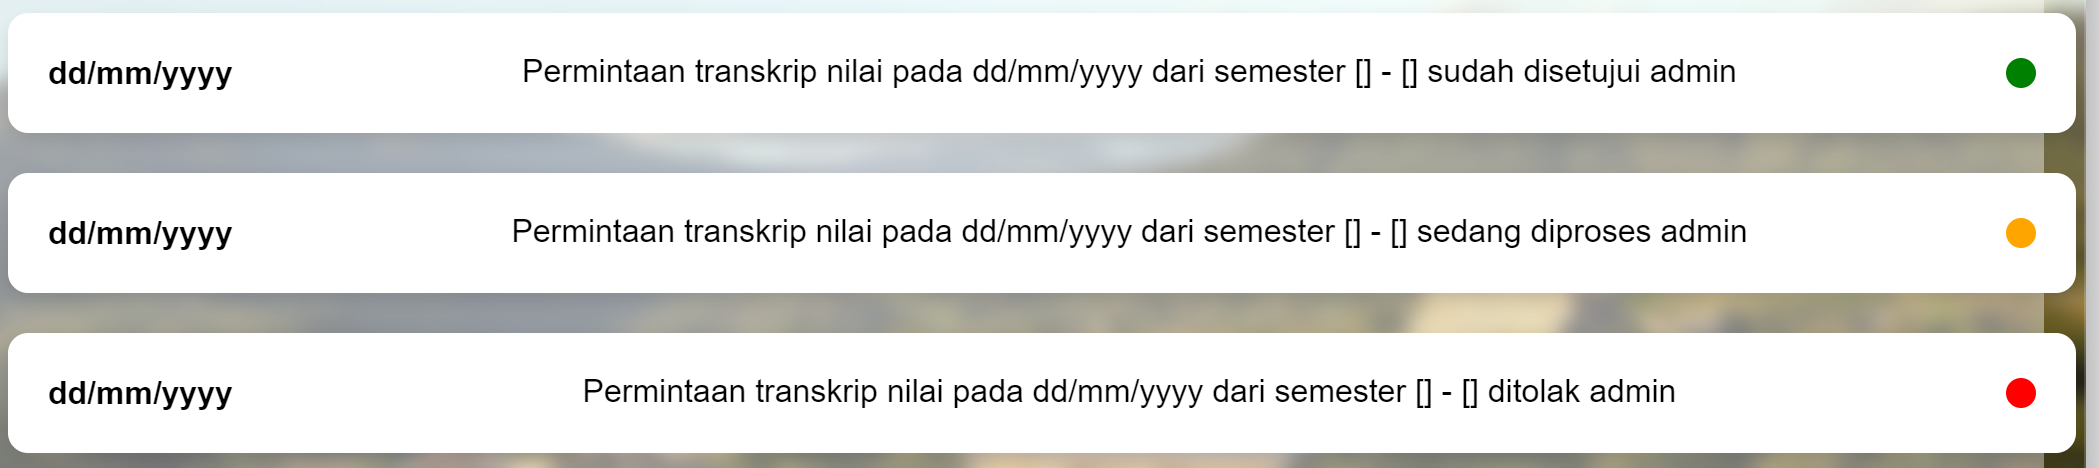 dd/mm/yyyy Permintaan transkrip nilai pada dd/mm/yyyy dari semester [] - [] sudah disetujui admin
dd/mm/yyyy Permintaan transkrip nilai pada dd/mm/yyyy dari semester [] - [] sedang diproses admin
dd/mm/yyyy Permintaan transkrip nilai pada dd/mm/yyyy dari semester [] - [] ditolak admin